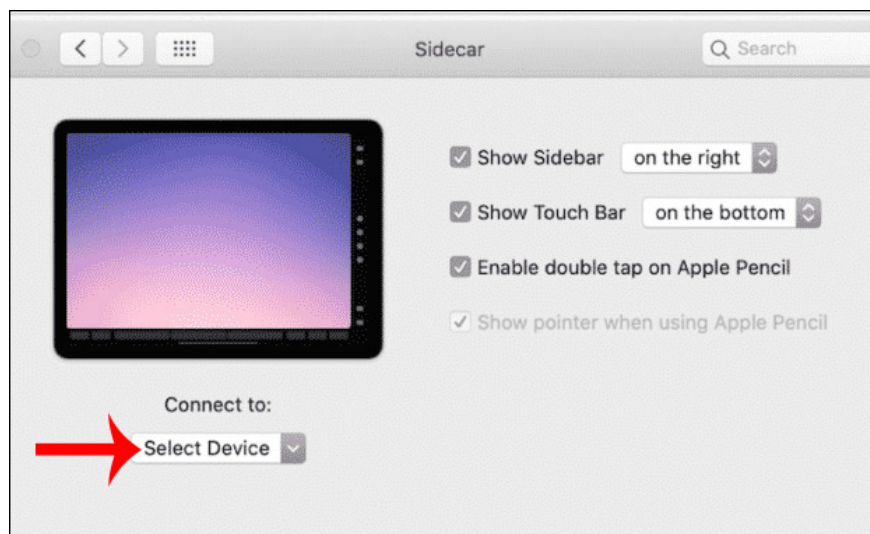 Sidecar
Search
Show Sidebar on the right
Show Touch Bar on the bottom
Enable double tap on Apple Pencil
Show pointer when using Apple Pencil
Connect to:
Select Device